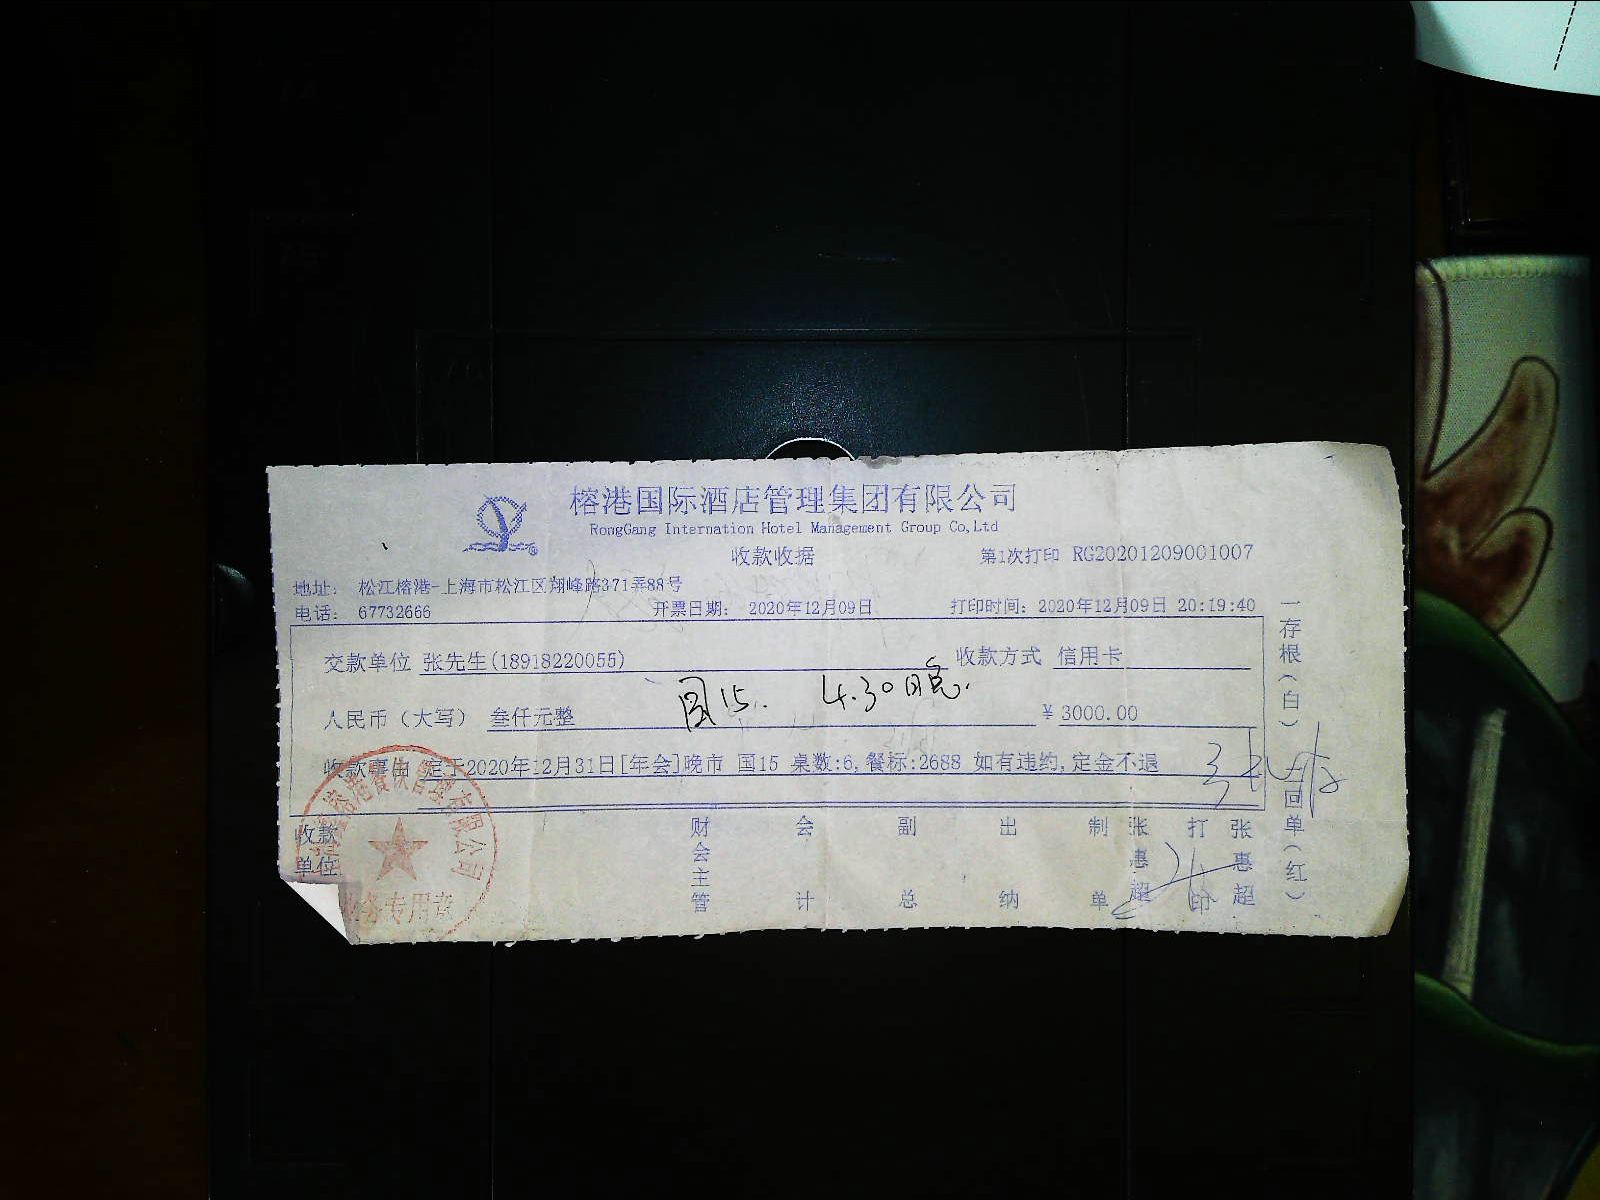 榕港国际酒店管理集团有限公司
RongGang Internation Hotel Management Group Co,Ltd
收款收据
第1次打印 RG20201209001007
地址： 松江榕港-上海市松江区翔峰路371弄88号
电话： 67732666 开票日期： 2020年12月09日 打印时间：2020年12月09日 20:19:40
交款单位 张先生(18918220055) 收款方式 信用卡
国15. 4.30晚.
人民币（大写） 叁仟元整 ￥3000.00
收款事由 定于2020年12月31日[年会]晚市 国15 桌数:6,餐标:2688 如有违约,定金不退
收款单位
财会主管 会计 副总 出纳 制单 张惠超 打印 张惠超
一存根（白）
二回单（红）
业务专用章